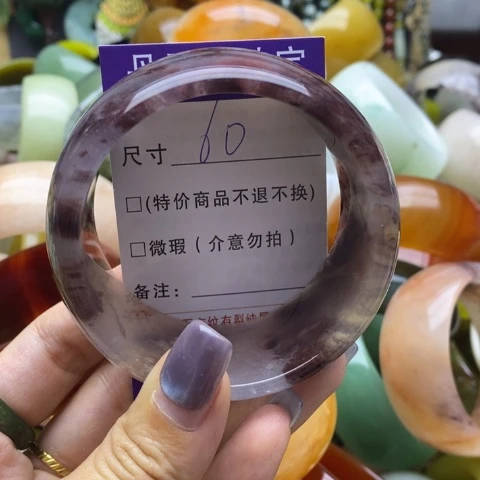 尺寸 60
□(特价商品不退不换)
□微瑕(介意勿拍)
备注: